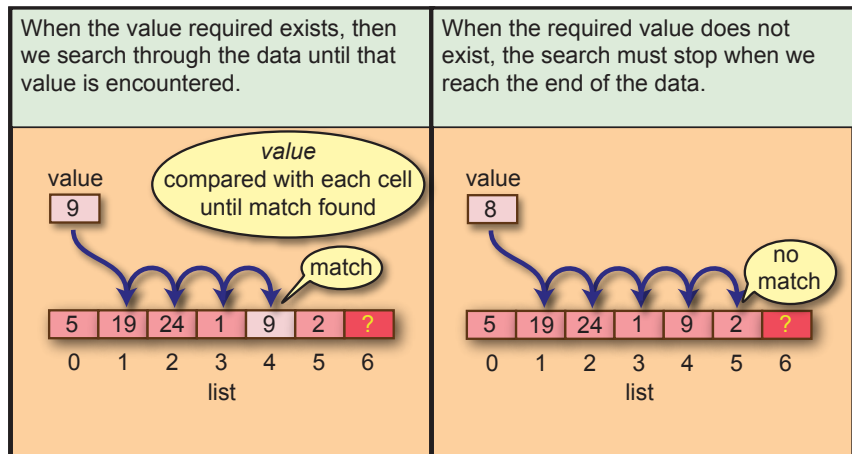 When the value required exists, then
we search through the data until that
value is encountered.
When the required value does not
exist, the search must stop when we
reach the end of the data.
value
compared with each cell
until match found
value
9
match
5 19 24 1 9 2 ?
0 1 2 3 4 5 6
list
value
8
no
match
5 19 24 1 9 2 ?
0 1 2 3 4 5 6
list